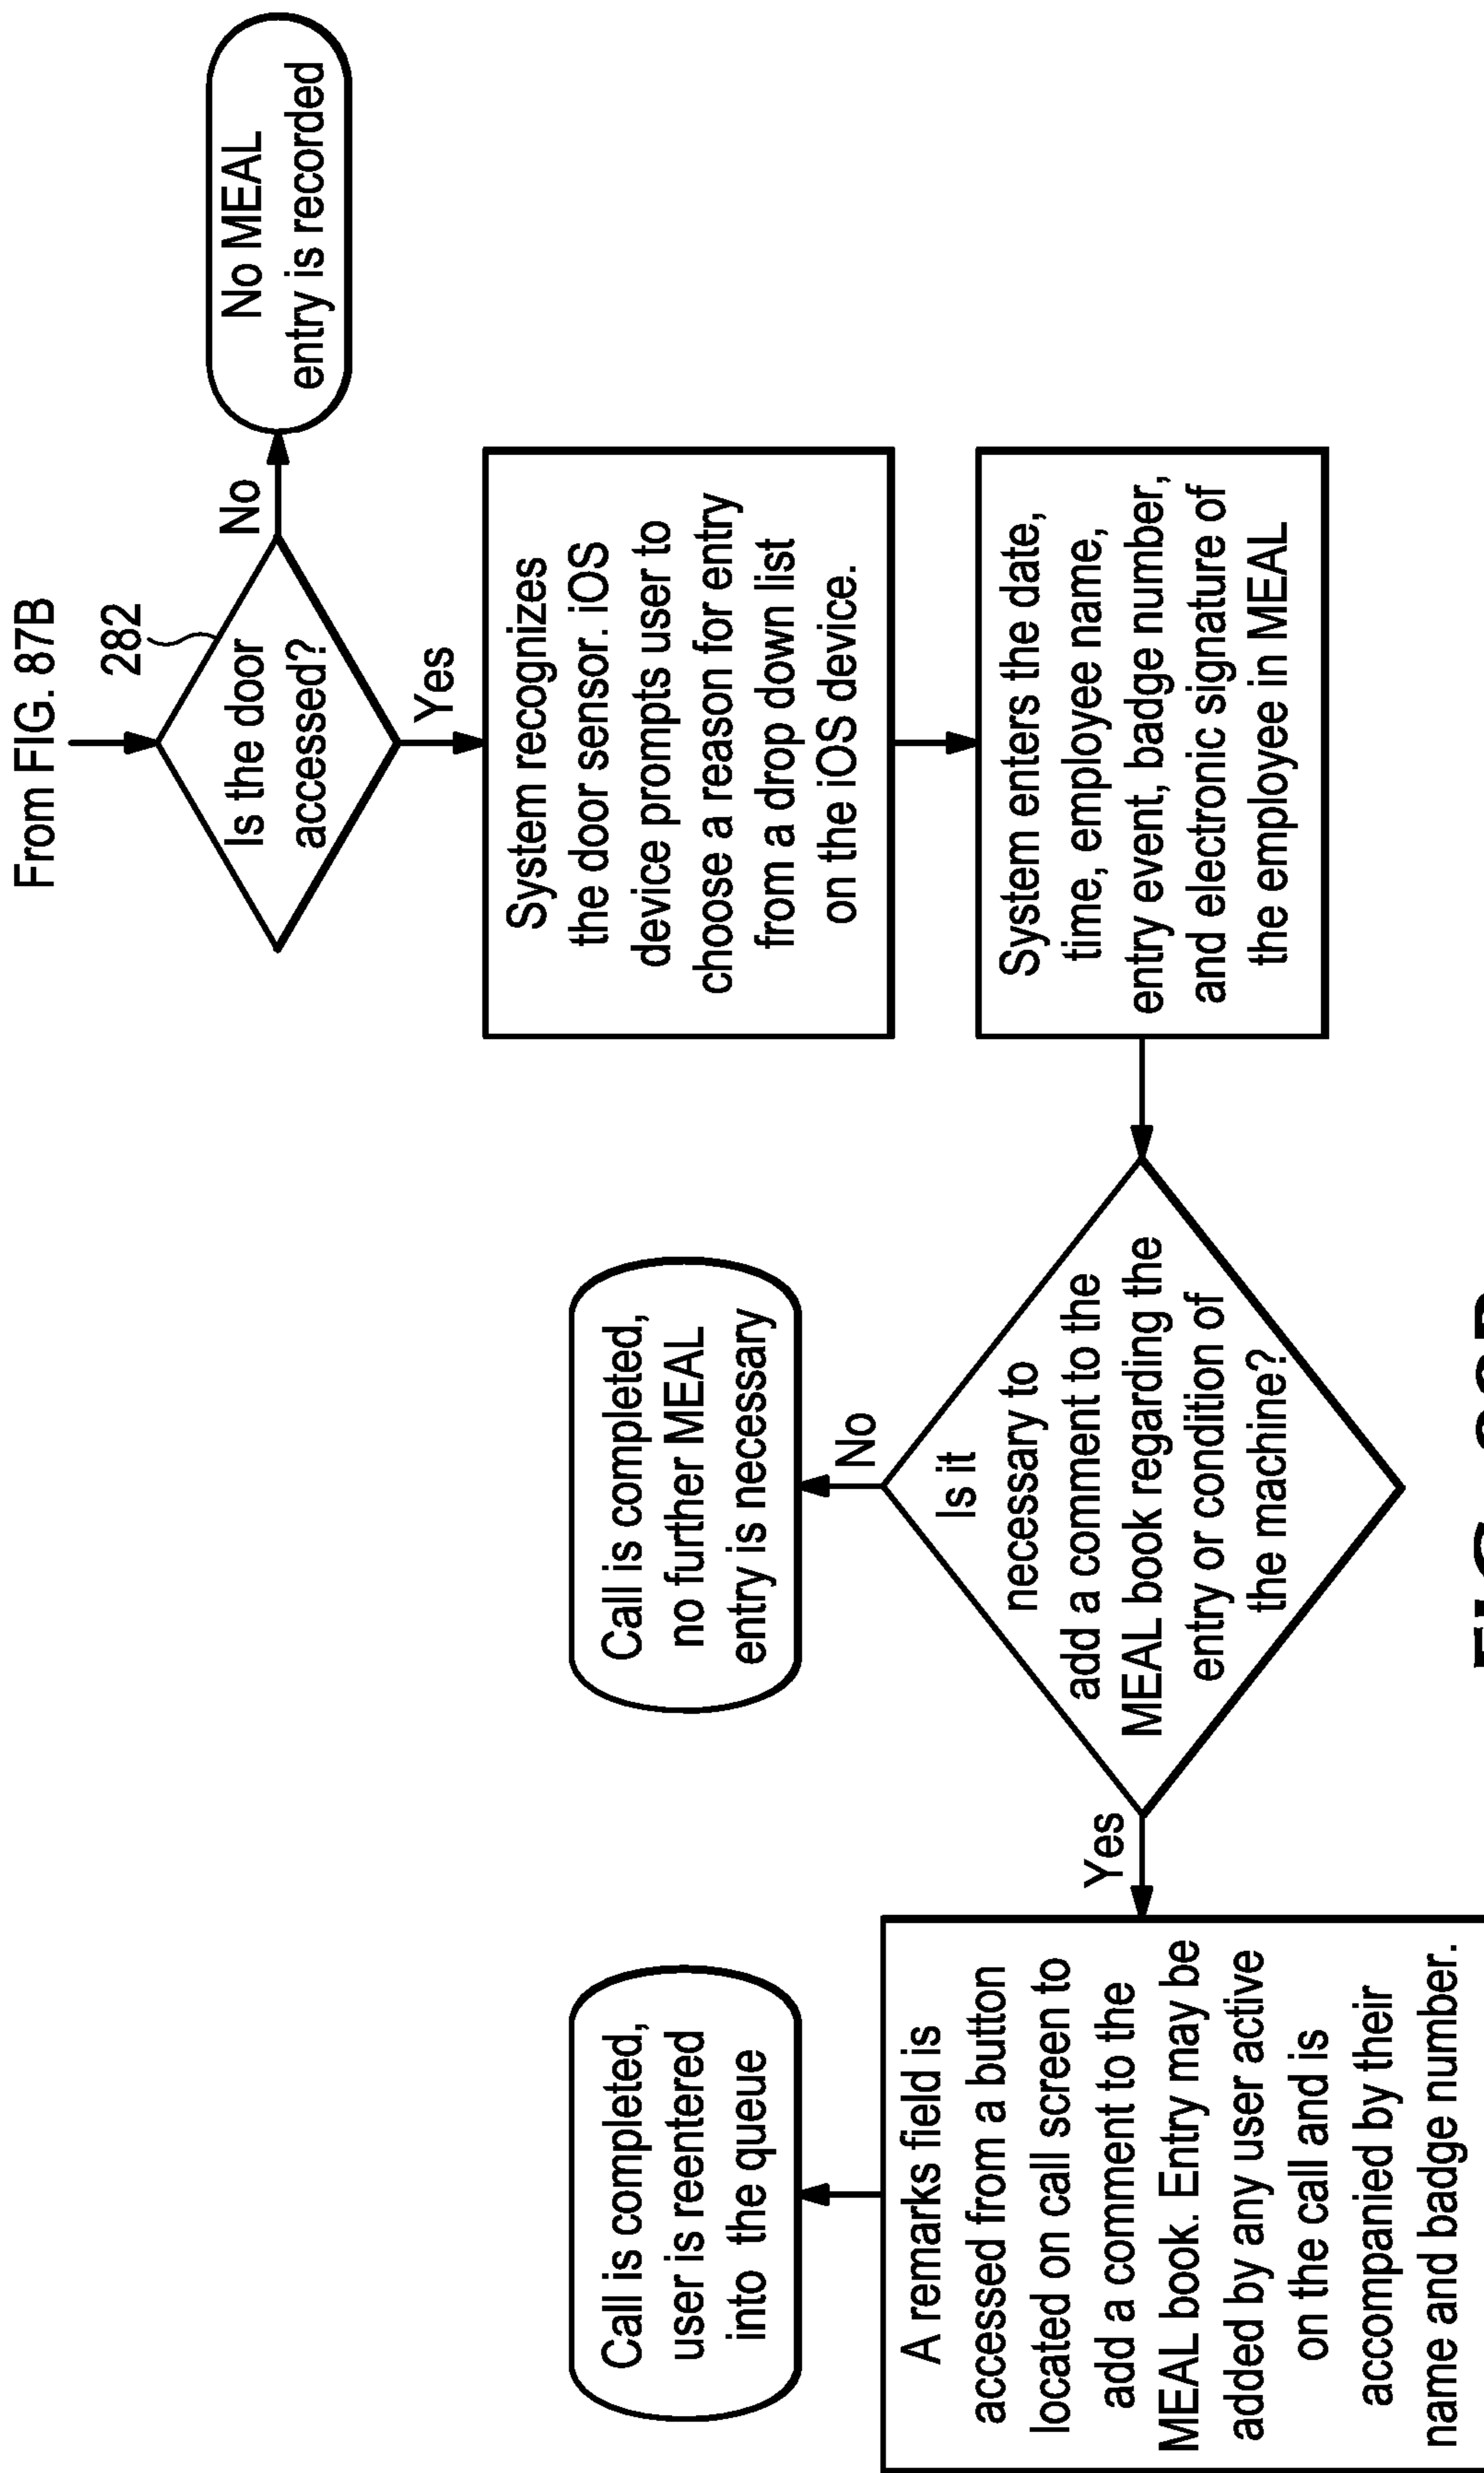 From FIG. 87B
282
Is the door
accessed?
No
No MEAL
entry is recorded
Yes
System recognizes
the door sensor. iOS
device prompts user to
choose a reason for entry
from a drop down list
on the iOS device.
System enters the date,
time, employee name,
entry event, badge number,
and electronic signature of
the employee in MEAL
Is it
necessary to
add a comment to the
MEAL book regarding the
entry or condition of
the machine?
No
Call is completed,
no further MEAL
entry is necessary
Yes
A remarks field is
accessed from a button
located on call screen to
add a comment to the
MEAL book. Entry may be
added by any user active
on the call and is
accompanied by their
name and badge number.
Call is completed,
user is reentered
into the queue
FIG.